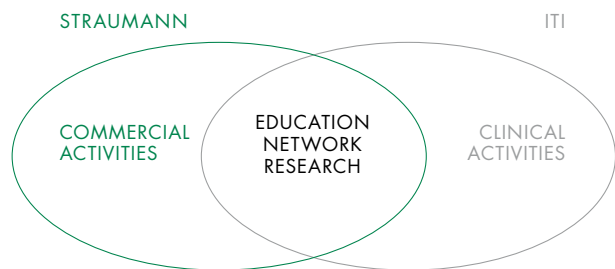 STRAUMANN
ITI
COMMERCIAL
ACTIVITIES
EDUCATION
NETWORK
RESEARCH
CLINICAL
ACTIVITIES